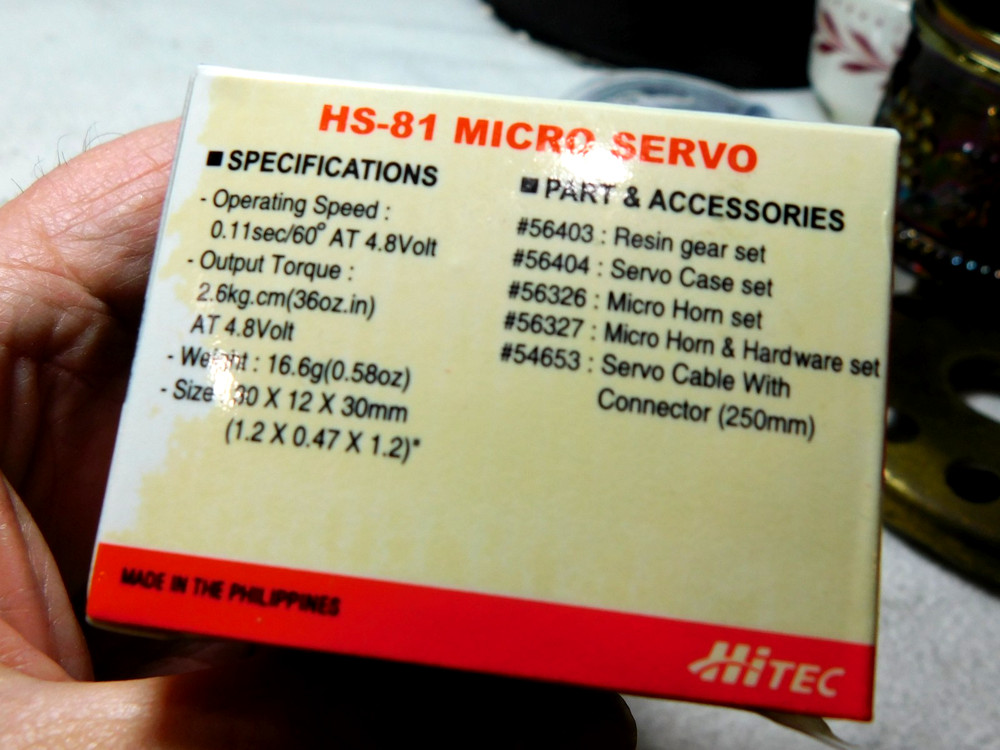 HS-81 MICRO SERVO
■ SPECIFICATIONS
- Operating Speed :
0.11sec/60° AT 4.8Volt
- Output Torque :
2.6kg.cm(36oz.in)
AT 4.8Volt
- Weight : 16.6g(0.58oz)
- Size : 30 X 12 X 30mm
(1.2 X 0.47 X 1.2)"
■ PART & ACCESSORIES
#56403 : Resin gear set
#56404 : Servo Case set
#56326 : Micro Horn set
#56327 : Micro Horn & Hardware set
#54653 : Servo Cable With
Connector (250mm)
MADE IN THE PHILIPPINES
HiTEC